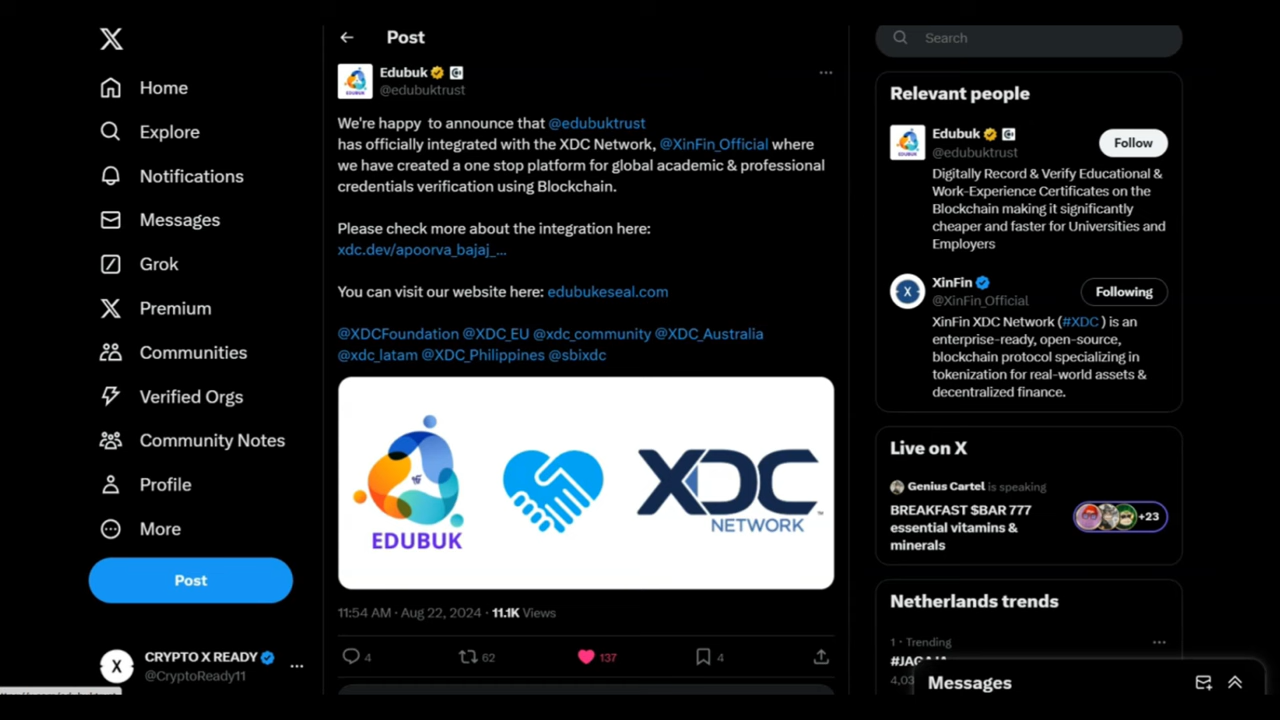 Home
Explore
Notifications
Messages
Grok
Premium
Communities
Verified Orgs
Community Notes
Profile
More
Post
CRYPTO X READY
@CryptoReady11
Post
Edubuk
@edubuktrust
We're happy to announce that @edubuktrust
has officially integrated with the XDC Network, @XinFin_Official where
we have created a one stop platform for global academic & professional
credentials verification using Blockchain.
Please check more about the integration here:
xdc.dev/apoorva_bajaj_...
You can visit our website here: edubukeseal.com
@XDCFoundation @XDC_EU @xdc_community @XDC_Australia
@xdc_latam @XDC_Philippines @sbixdc
EDUBUK
XDC
NETWORK
11:54 AM · Aug 22, 2024 · 11.1K Views
4 62 137 4
Search
Relevant people
Edubuk
@edubuktrust
Follow
Digitally Record & Verify Educational &
Work-Experience Certificates on the
Blockchain making it significantly
cheaper and faster for Universities and
Employers
XinFin
@XinFin_Official
Following
XinFin XDC Network (#XDC ) is an
enterprise-ready, open-source,
blockchain protocol specializing in
tokenization for real-world assets &
decentralized finance.
Live on X
Genius Cartel is speaking
BREAKFAST $BAR 777
essential vitamins &
minerals
+23
Netherlands trends
1 · Trending
4,03
Messages